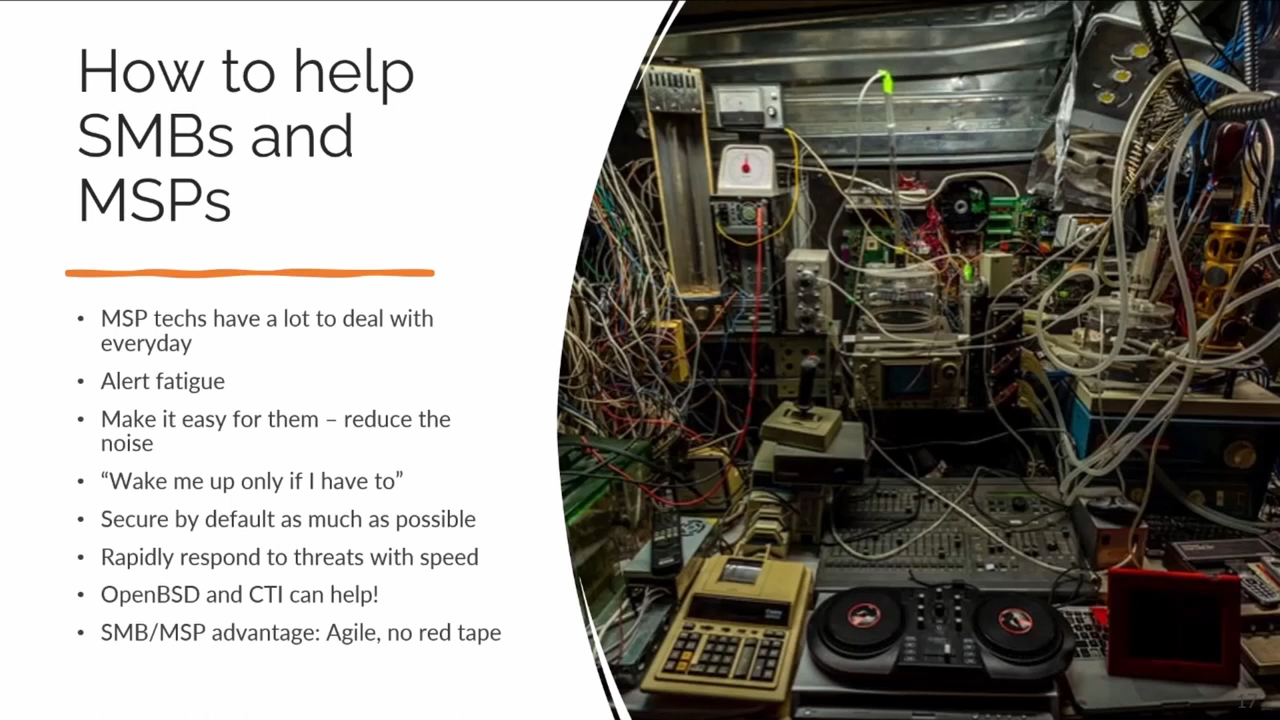 How to help
SMBs and
MSPs
• MSP techs have a lot to deal with
everyday
• Alert fatigue
• Make it easy for them – reduce the
noise
• “Wake me up only if I have to”
• Secure by default as much as possible
• Rapidly respond to threats with speed
• OpenBSD and CTI can help!
• SMB/MSP advantage: Agile, no red tape
17